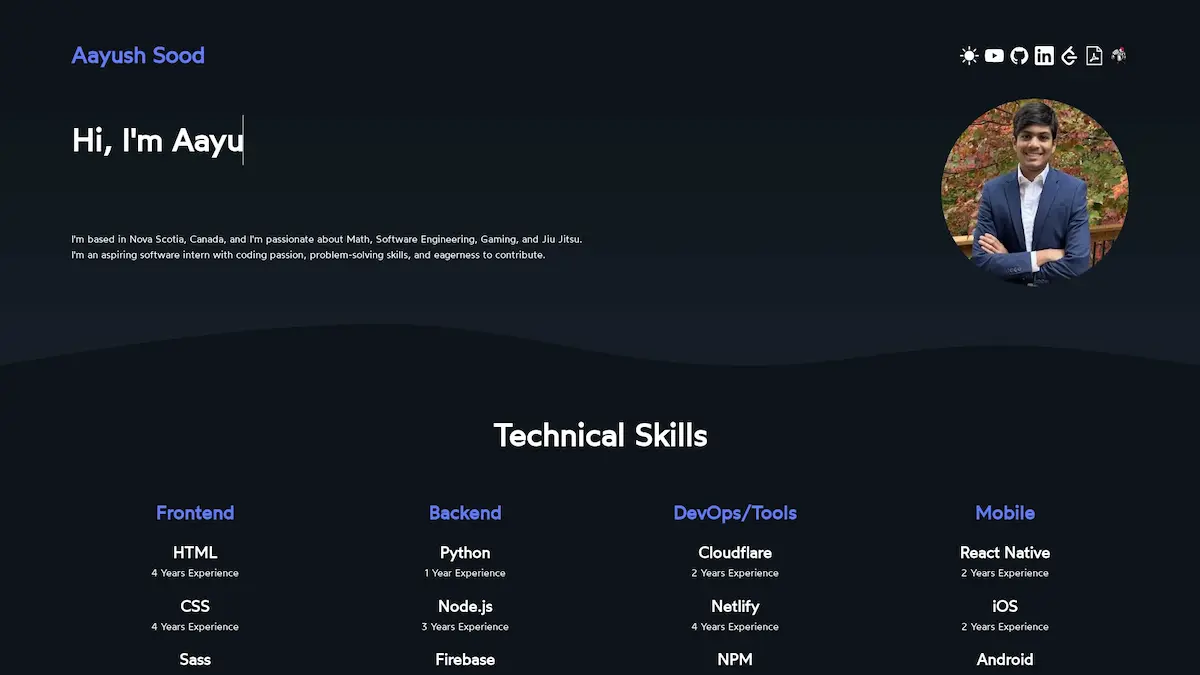 Aayush Sood
in
Hi, I'm Aayu
I'm based in Nova Scotia, Canada, and I'm passionate about Math, Software Engineering, Gaming, and Jiu Jitsu.
I'm an aspiring software intern with coding passion, problem-solving skills, and eagerness to contribute.
Technical Skills
Frontend Backend DevOps/Tools Mobile
HTML Python Cloudflare React Native
4 Years Experience 1 Year Experience 2 Years Experience 2 Years Experience
CSS Node.js Netlify iOS
4 Years Experience 3 Years Experience 4 Years Experience 2 Years Experience
Sass Firebase NPM Android